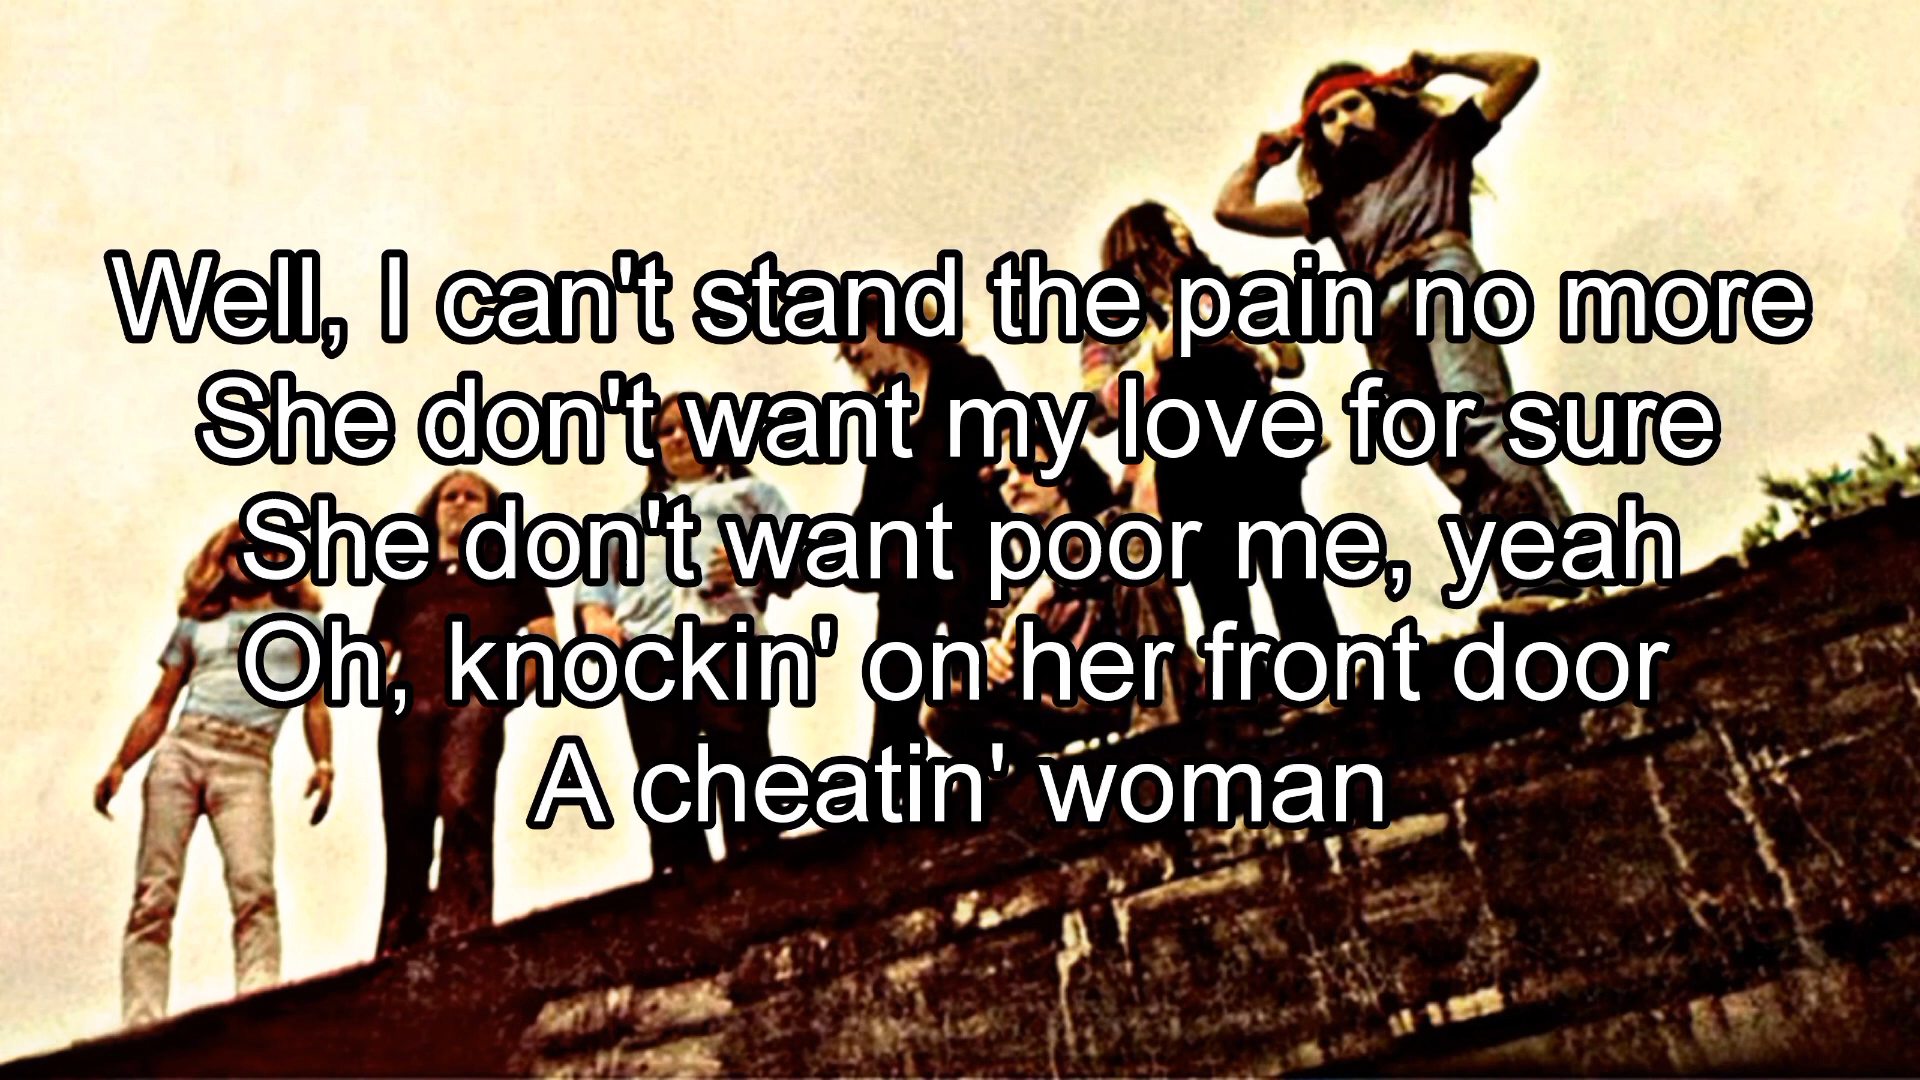 Well, I can't stand the pain no more
She don't want my love for sure
She don't want poor me, yeah
Oh, knockin' on her front door
A cheatin' woman